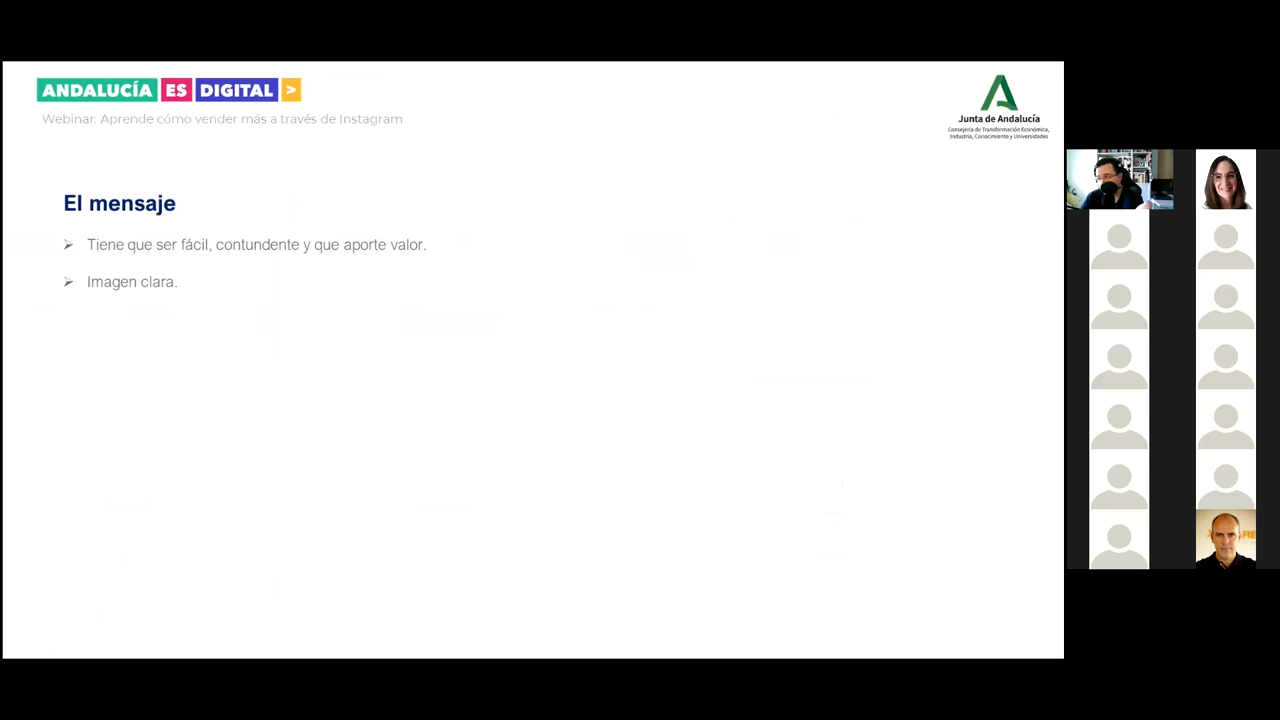 ANDALUCÍA ES DIGITAL >
Webinar: Aprende cómo vender más a través de Instagram
Junta de Andalucía
Consejería de Transformación Económica,
Industria, Conocimiento y Universidades
El mensaje
➢ Tiene que ser fácil, contundente y que aporte valor.
➢ Imagen clara.